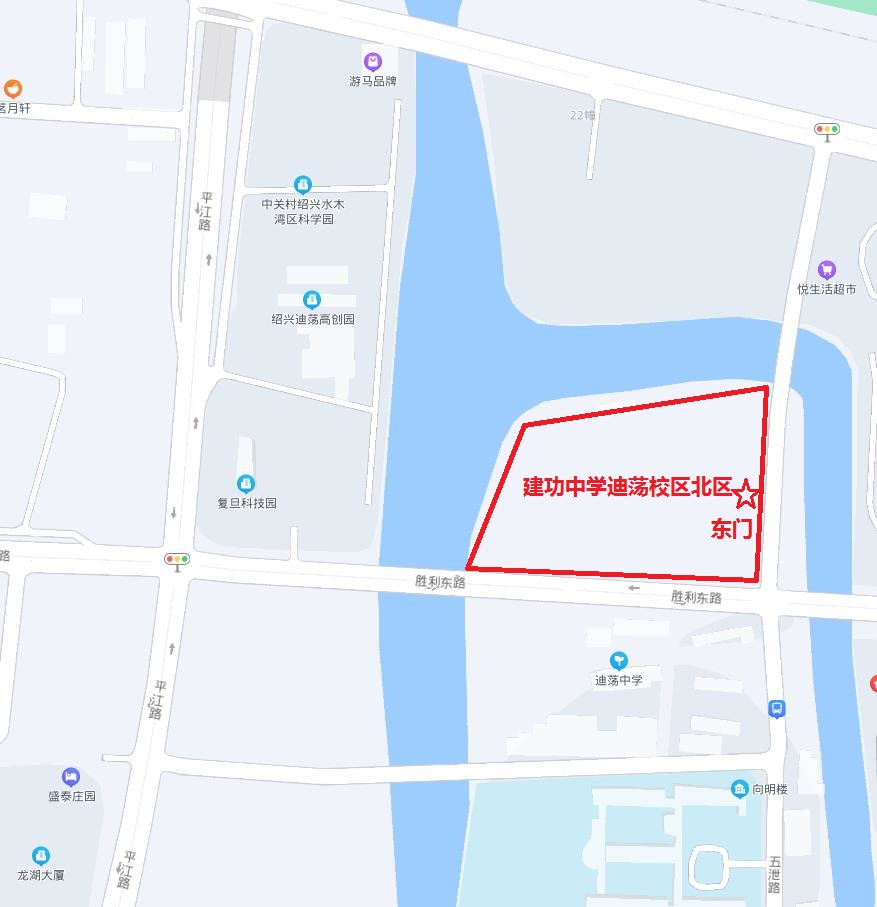 游马品牌
茗月轩
22幢
平江路
中关村绍兴水木
湾区科学园
悦生活超市
绍兴迪荡高创园
建功中学迪荡校区北区
复旦科技园
东门
路
胜利东路
胜利东路
迪荡中学
平江路
盛泰庄园
向明楼
平江路
龙湖大厦
五泄路